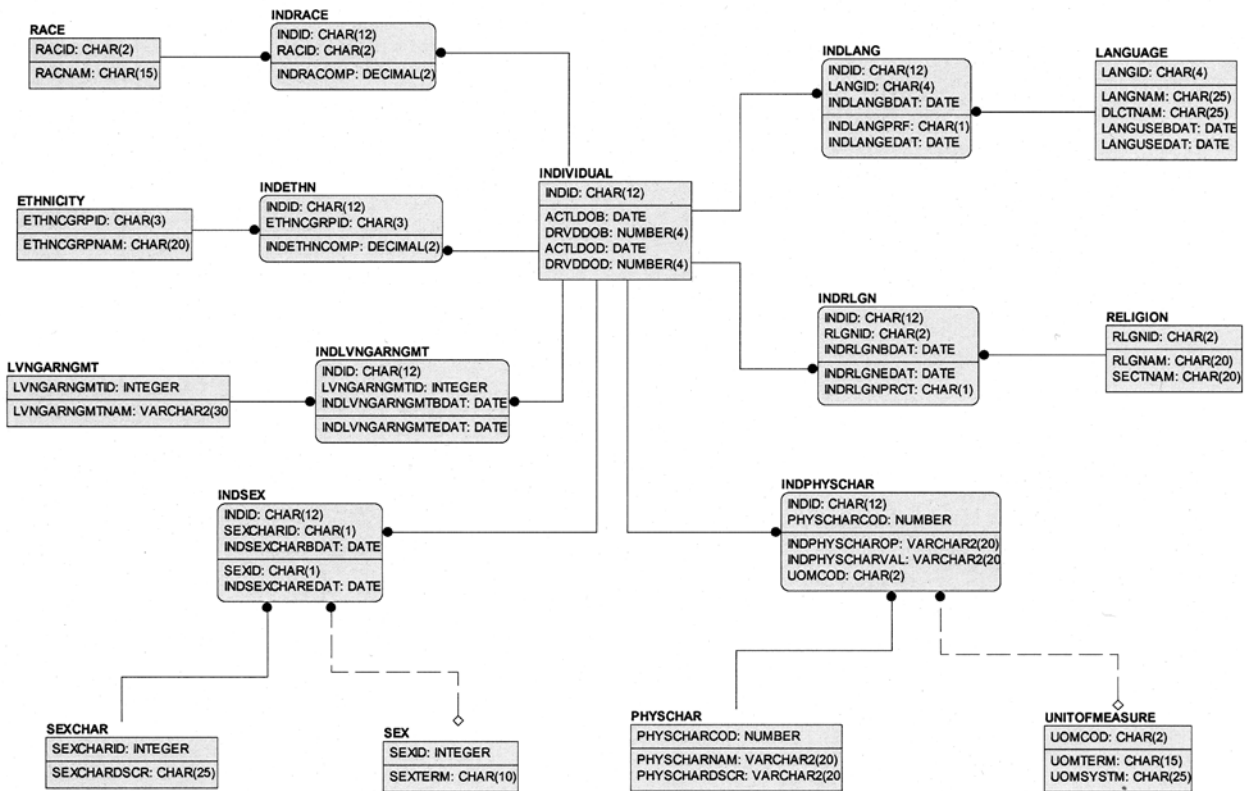 RACE
RACID: CHAR(2)
RACNAM: CHAR(15)
INDRACE
INDID: CHAR(12)
RACID: CHAR(2)
INDRACOMP: DECIMAL(2)
INDLANG
INDID: CHAR(12)
LANGID: CHAR(4)
INDLANGBDAT: DATE
INDLANGPRF: CHAR(1)
INDLANGEDAT: DATE
LANGUAGE
LANGID: CHAR(4)
LANGNAM: CHAR(25)
DLCTNAM: CHAR(25)
LANGUSEBDAT: DATE
LANGUSEDAT: DATE
ETHNICITY
ETHNCGRPID: CHAR(3)
ETHNCGRPNAM: CHAR(20)
INDETHN
INDID: CHAR(12)
ETHNCGRPID: CHAR(3)
INDETHNCOMP: DECIMAL(2)
INDIVIDUAL
INDID: CHAR(12)
ACTLDOB: DATE
DRVDDOB: NUMBER(4)
ACTLDOD: DATE
DRVDDOD: NUMBER(4)
INDRLGN
INDID: CHAR(12)
RLGNID: CHAR(2)
INDRLGNBDAT: DATE
INDRLGNEDAT: DATE
INDRLGNPRCT: CHAR(1)
RELIGION
RLGNID: CHAR(2)
RLGNAM: CHAR(20)
SECTNAM: CHAR(20)
LVNGARNGMT
LVNGARNGMTID: INTEGER
LVNGARNGMTNAM: VARCHAR2(30
INDLVNGARNGMT
INDID: CHAR(12)
LVNGARNGMTID: INTEGER
INDLVNGARNGMTBDAT: DATE
INDLVNGARNGMTEDAT: DATE
INDSEX
INDID: CHAR(12)
SEXCHARID: CHAR(1)
INDSEXCHARBDAT: DATE
SEXID: CHAR(1)
INDSEXCHAREDAT: DATE
INDPHYSCHAR
INDID: CHAR(12)
PHYSCHARCOD: NUMBER
INDPHYSCHAROP: VARCHAR2(20)
INDPHYSCHARVAL: VARCHAR2(20
UOMCOD: CHAR(2)
SEXCHAR
SEXCHARID: INTEGER
SEXCHARDSCR: CHAR(25)
SEX
SEXID: INTEGER
SEXTERM: CHAR(10)
PHYSCHAR
PHYSCHARCOD: NUMBER
PHYSCHARNAM: VARCHAR2(20)
PHYSCHARDSCR: VARCHAR2(20
UNITOFMEASURE
UOMCOD: CHAR(2)
UOMTERM: CHAR(15)
UOMSYSTM: CHAR(25)